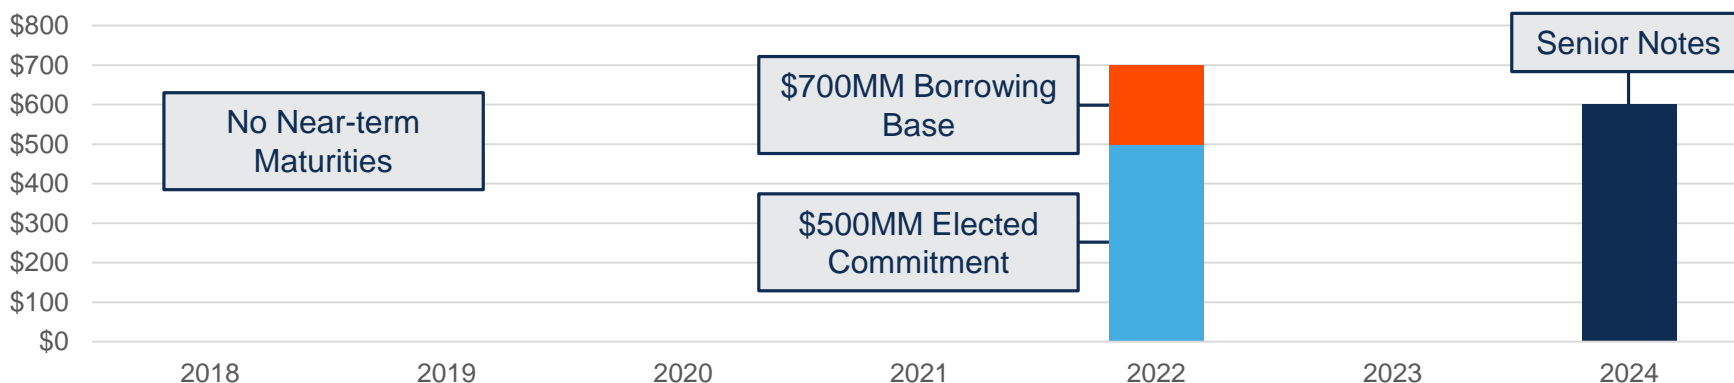 $800
$700
$600
$500
$400
$300
$200
$100
$0
No Near-term
Maturities
$700MM Borrowing
Base
$500MM Elected
Commitment
Senior Notes
2018
2019
2020
2021
2022
2023
2024